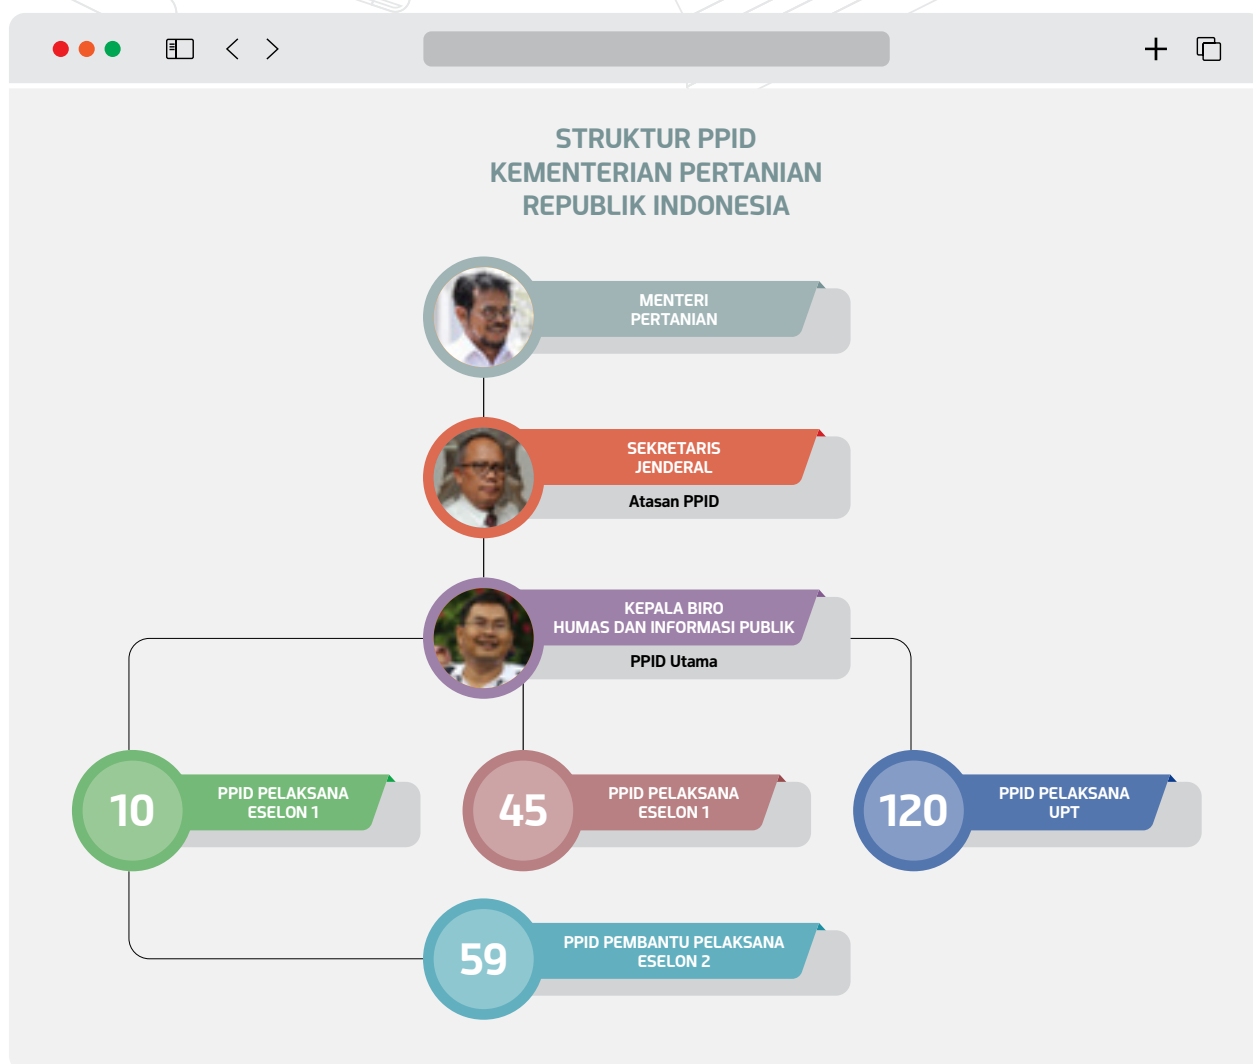 STRUKTUR PPID
KEMENTERIAN PERTANIAN
REPUBLIK INDONESIA
MENTERI
PERTANIAN
SEKRETARIS
JENDERAL
Atasan PPID
KEPALA BIRO
HUMAS DAN INFORMASI PUBLIK
PPID Utama
10
PPID PELAKSANA
ESELON 1
45
PPID PELAKSANA
ESELON 1
120
PPID PELAKSANA
UPT
59
PPID PEMBANTU PELAKSANA
ESELON 2